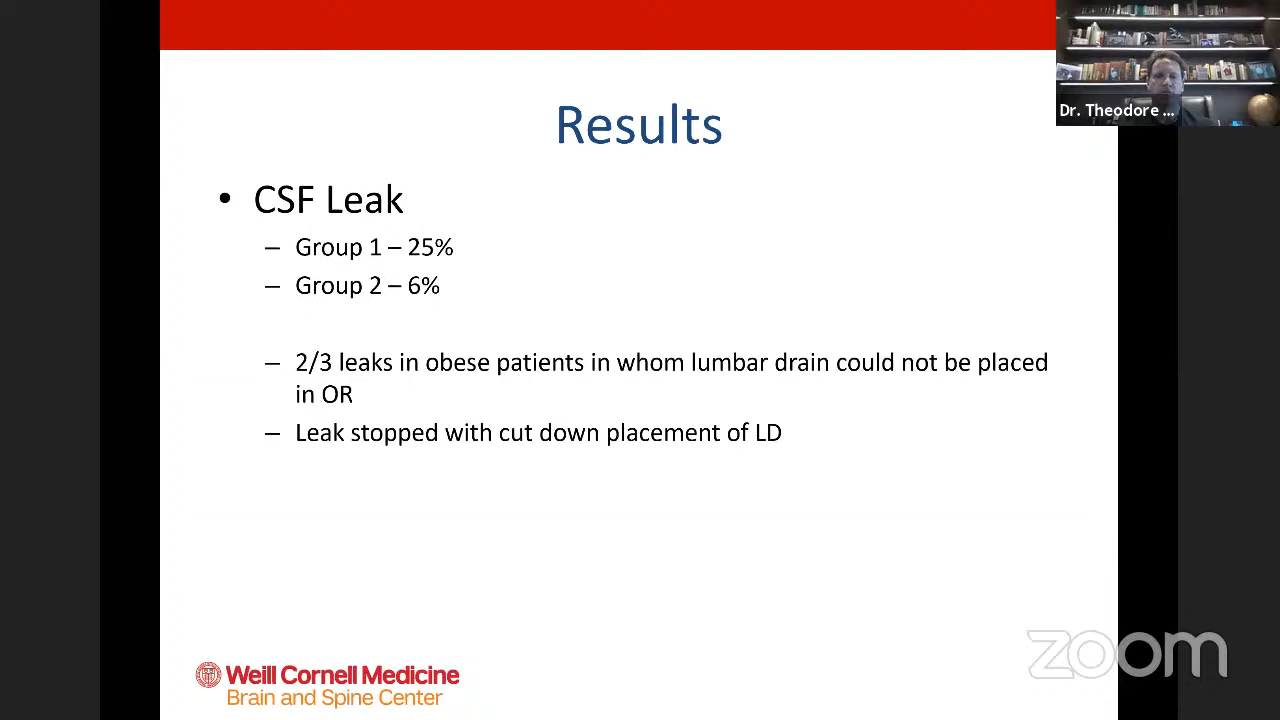 Dr. Theodore ...
Results
• CSF Leak
– Group 1 – 25%
– Group 2 – 6%
– 2/3 leaks in obese patients in whom lumbar drain could not be placed
in OR
– Leak stopped with cut down placement of LD
Weill Cornell Medicine
Brain and Spine Center
zoom